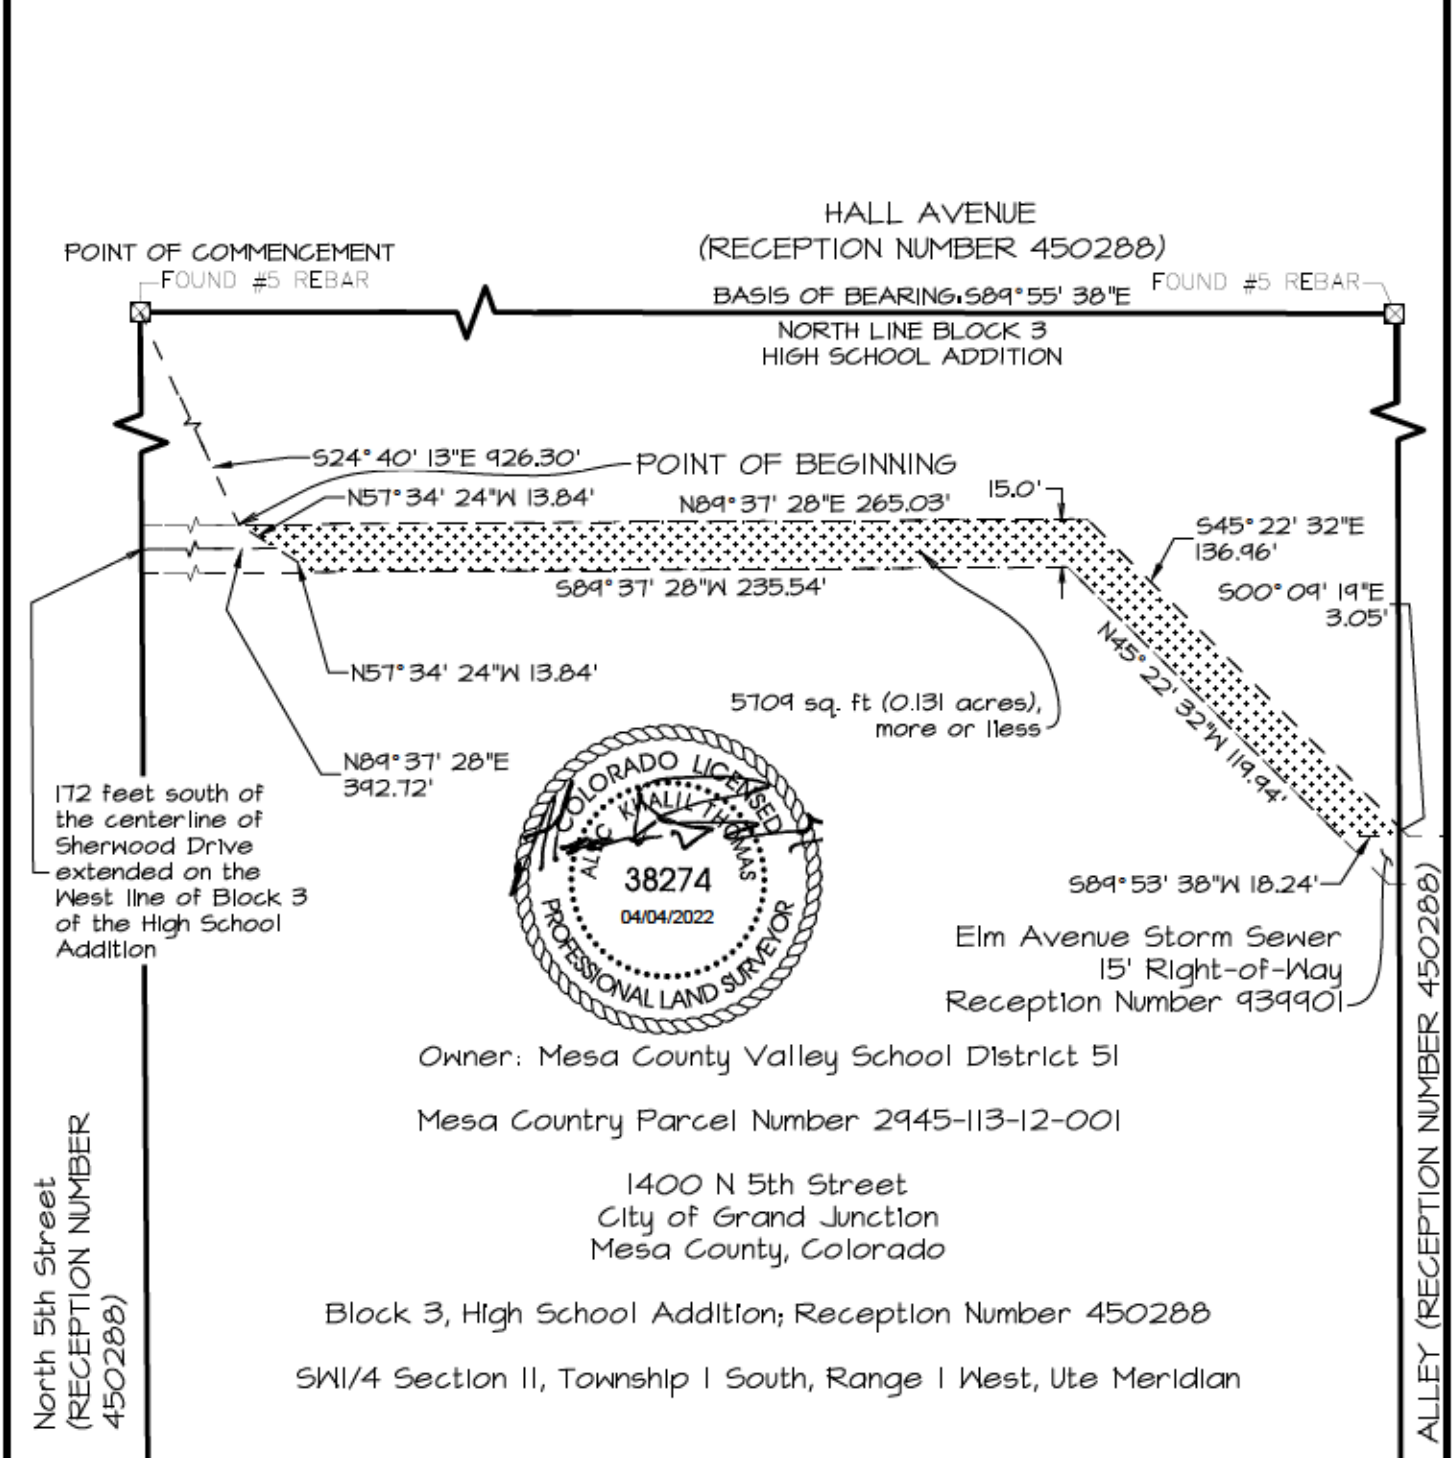 HALL AVENUE
(RECEPTION NUMBER 450288)
POINT OF COMMENCEMENT
FOUND #5 REBAR
BASIS OF BEARING:S89°55' 38"E
FOUND #5 REBAR
NORTH LINE BLOCK 3
HIGH SCHOOL ADDITION
S24°40' 13"E 926.30'
POINT OF BEGINNING
N57°34' 24"W 13.84'
N89°37' 28"E 265.03'
15.0'
S45°22' 32"E
136.96'
S89°37' 28"W 235.54'
S00°09' 19"E
3.05'
N57°34' 24"W 13.84'
N45°22' 32"W 119.94'
5709 sq. ft (0.131 acres),
more or lless
N89°37' 28"E
392.72'
172 feet south of
the centerline of
Sherwood Drive
extended on the
West line of Block 3
of the High School
Addition
COLORADO LICENSED
ALEC KHALIL THOMAS
38274
04/04/2022
PROFESSIONAL LAND SURVEYOR
S89°53' 38"W 18.24'
Elm Avenue Storm Sewer
15' Right-of-Way
Reception Number 939901
Owner: Mesa County Valley School District 51
Mesa Country Parcel Number 2945-113-12-001
1400 N 5th Street
City of Grand Junction
Mesa County, Colorado
Block 3, High School Addition; Reception Number 450288
SW1/4 Section 11, Township 1 South, Range 1 West, Ute Meridian
North 5th Street
(RECEPTION NUMBER
450288)
ALLEY (RECEPTION NUMBER 450288)